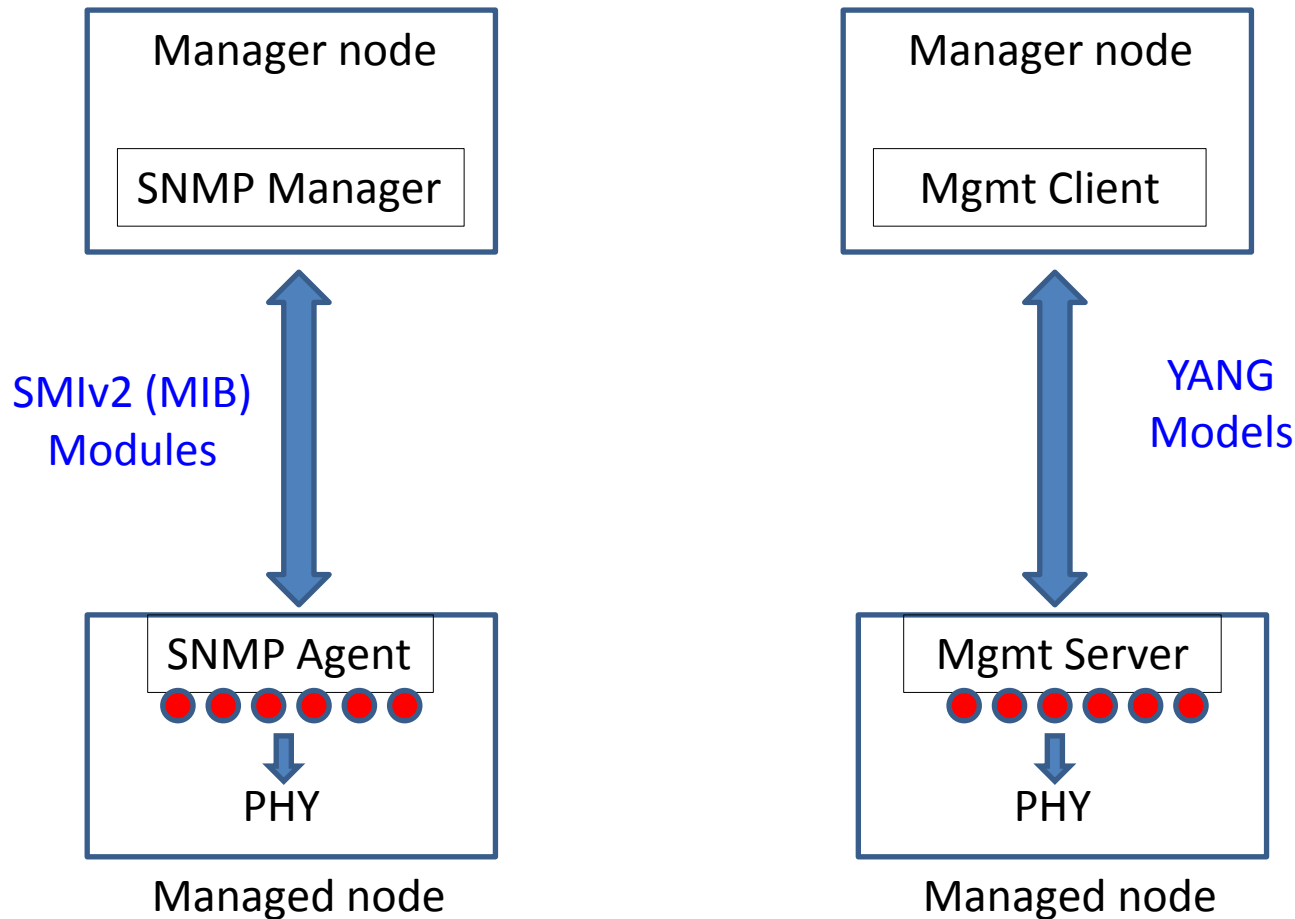 Manager node
SNMP Manager
SMIv2 (MIB)
Modules
SNMP Agent
PHY
Managed node
Manager node
Mgmt Client
YANG
Models
Mgmt Server
PHY
Managed node